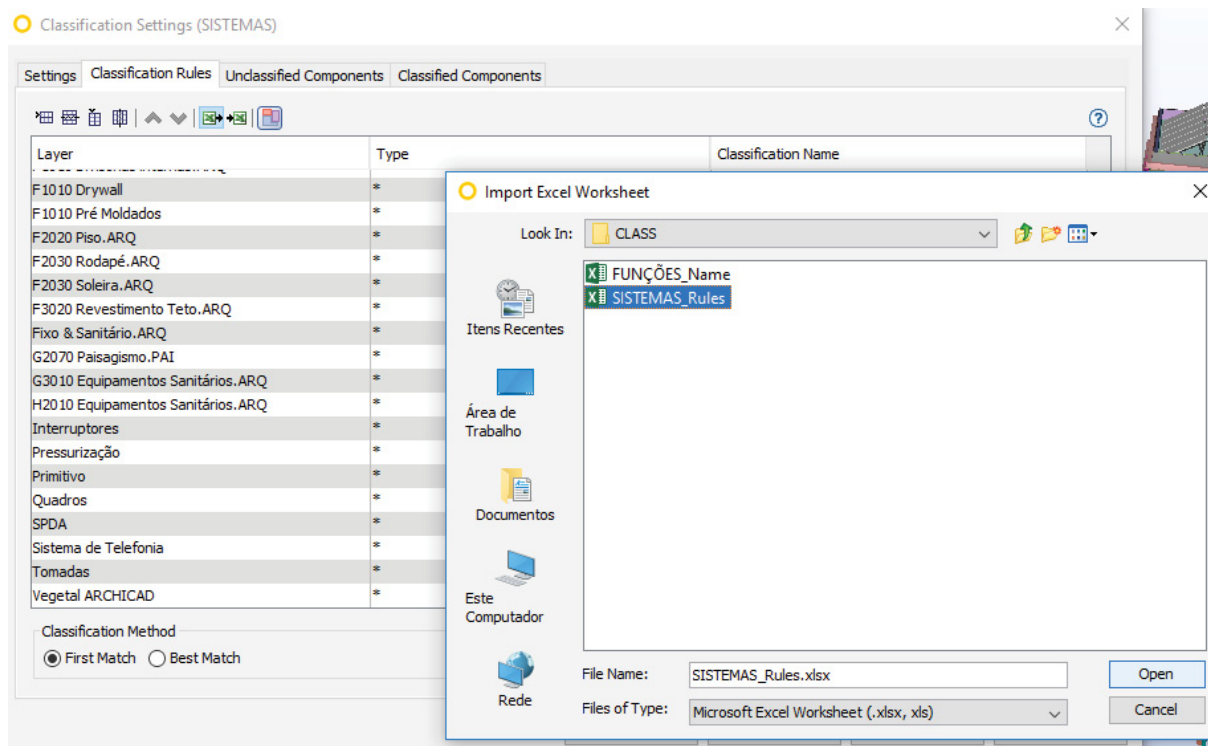 Classification Settings (SISTEMAS)
Settings Classification Rules Unclassified Components Classified Components
Layer Type Classification Name
F1010 Drywall *
F1010 Pré Moldados *
F2020 Piso.ARQ *
F2030 Rodapé.ARQ *
F2030 Soleira.ARQ *
F3020 Revestimento Teto.ARQ *
Fixo & Sanitário.ARQ *
G2070 Paisagismo.PAI *
G3010 Equipamentos Sanitários.ARQ *
H2010 Equipamentos Sanitários.ARQ *
Interruptores *
Pressurização *
Primitivo *
Quadros *
SPDA *
Sistema de Telefonia *
Tomadas *
Vegetal ARCHICAD *
Classification Method
First Match Best Match
Import Excel Worksheet
Look In: CLASS
FUNÇÕES_Name
SISTEMAS_Rules
Itens Recentes
Área de
Trabalho
Documentos
Este
Computador
Rede
File Name: SISTEMAS_Rules.xlsx Open
Files of Type: Microsoft Excel Worksheet (.xlsx, xls) Cancel